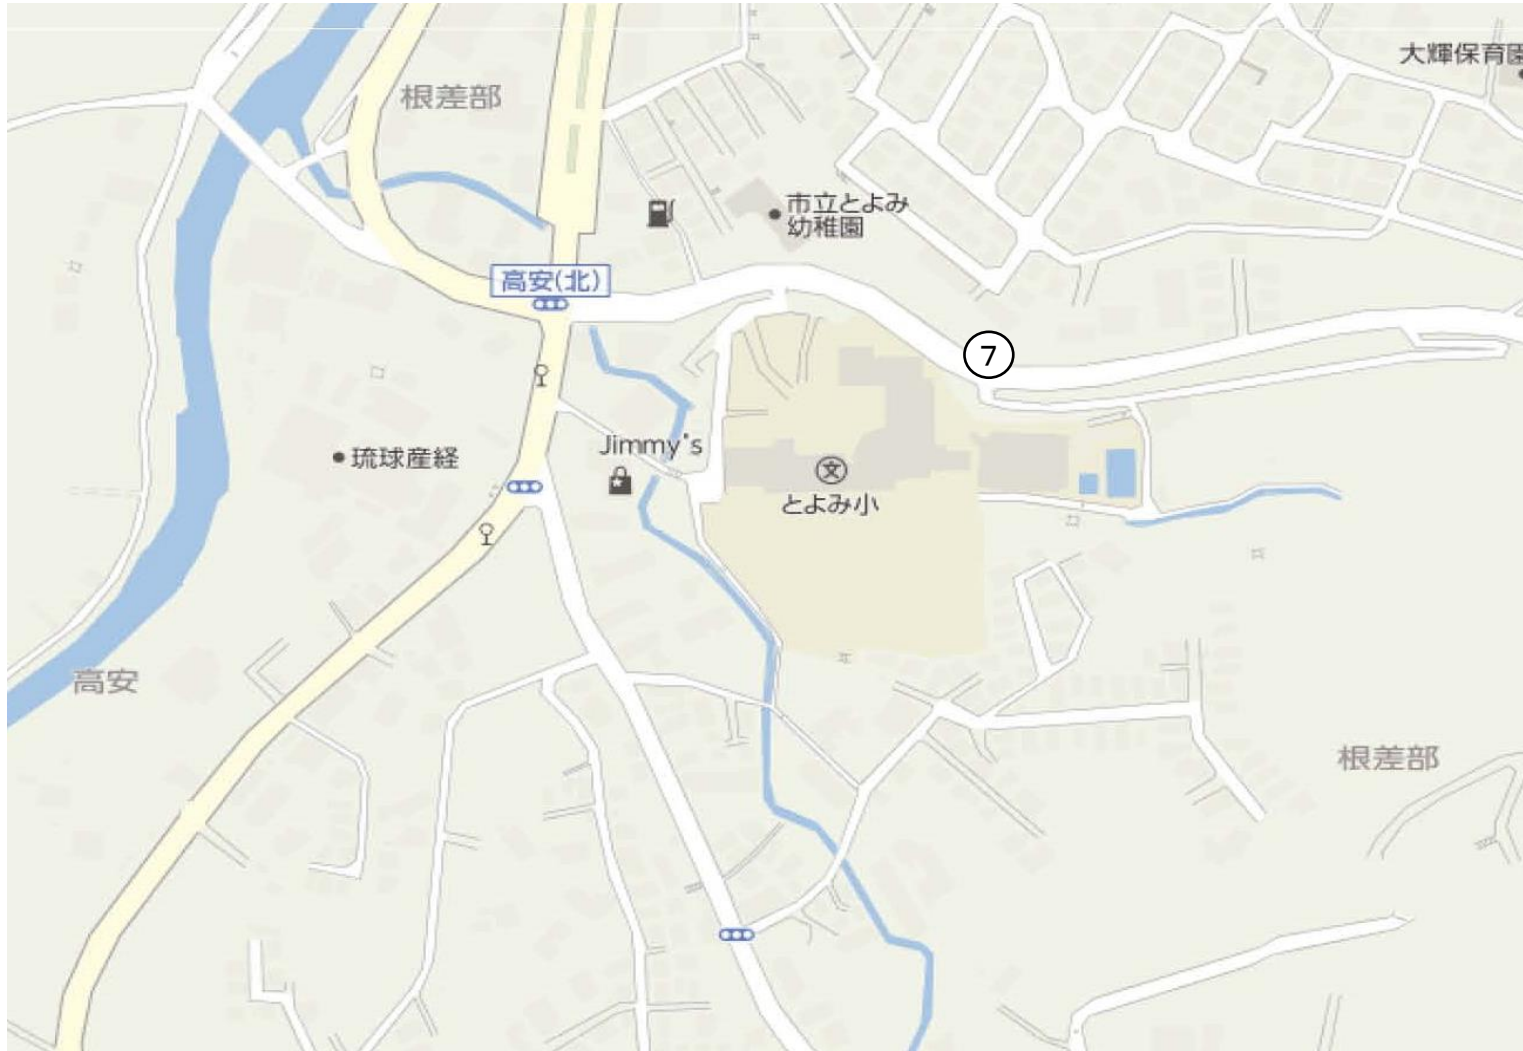 大輝保育園
根差部
市立とよみ
幼稚園
高安(北)
7
Jimmy's
琉球産経
文
とよみ小
高安
根差部